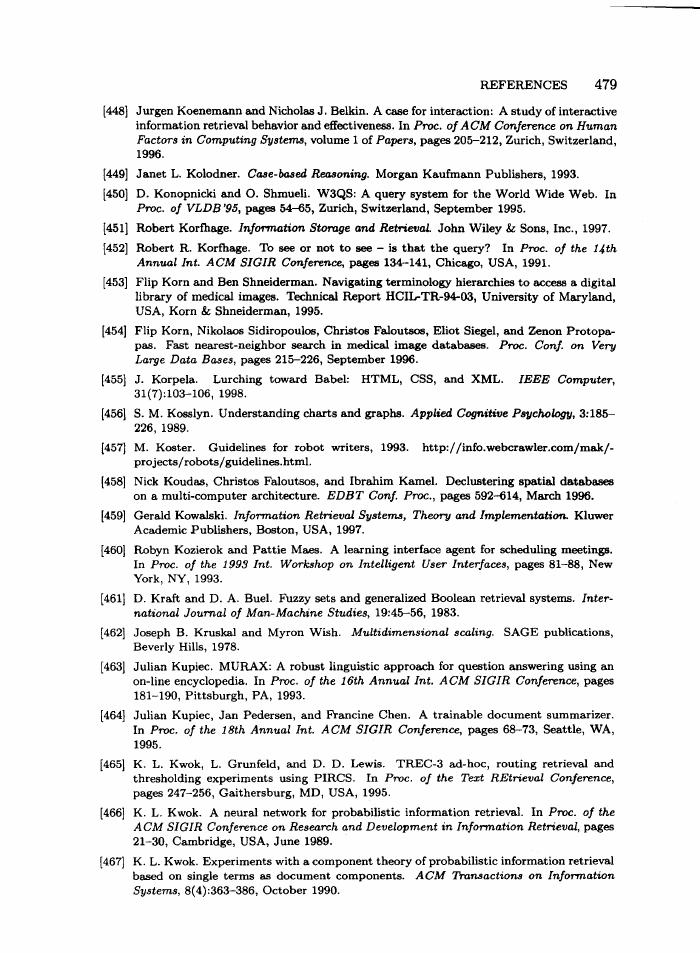 REFERENCES 479
[448] Jurgen Koenemann and Nicholas J. Belkin. A case for interaction: A study of interactive
information retrieval behavior and effectiveness. In Proc. of ACM Conference on Human
Factors in Computing Systems, volume 1 of Papers, pages 205–212, Zurich, Switzerland,
1996.
[449] Janet L. Kolodner. Case-based Reasoning. Morgan Kaufmann Publishers, 1993.
[450] D. Konopnicki and O. Shmueli. W3QS: A query system for the World Wide Web. In
Proc. of VLDB'95, pages 54–65, Zurich, Switzerland, September 1995.
[451] Robert Korfhage. Information Storage and Retrieval. John Wiley & Sons, Inc., 1997.
[452] Robert R. Korfhage. To see or not to see – is that the query? In Proc. of the 14th
Annual Int. ACM SIGIR Conference, pages 134–141, Chicago, USA, 1991.
[453] Flip Korn and Ben Shneiderman. Navigating terminology hierarchies to access a digital
library of medical images. Technical Report HCIL-TR-94-03, University of Maryland,
USA, Korn & Shneiderman, 1995.
[454] Flip Korn, Nikolaos Sidiropoulos, Christos Faloutsos, Eliot Siegel, and Zenon Protopa-
pas. Fast nearest-neighbor search in medical image databases. Proc. Conf. on Very
Large Data Bases, pages 215–226, September 1996.
[455] J. Korpela. Lurching toward Babel: HTML, CSS, and XML. IEEE Computer,
31(7):103–106, 1998.
[456] S. M. Kosslyn. Understanding charts and graphs. Applied Cognitive Psychology, 3:185–
226, 1989.
[457] M. Koster. Guidelines for robot writers, 1993. http://info.webcrawler.com/mak/-
projects/robots/guidelines.html.
[458] Nick Koudas, Christos Faloutsos, and Ibrahim Kamel. Declustering spatial databases
on a multi-computer architecture. EDBT Conf. Proc., pages 592–614, March 1996.
[459] Gerald Kowalski. Information Retrieval Systems, Theory and Implementation. Kluwer
Academic Publishers, Boston, USA, 1997.
[460] Robyn Kozierok and Pattie Maes. A learning interface agent for scheduling meetings.
In Proc. of the 1993 Int. Workshop on Intelligent User Interfaces, pages 81–88, New
York, NY, 1993.
[461] D. Kraft and D. A. Buel. Fuzzy sets and generalized Boolean retrieval systems. Inter-
national Journal of Man-Machine Studies, 19:45–56, 1983.
[462] Joseph B. Kruskal and Myron Wish. Multidimensional scaling. SAGE publications,
Beverly Hills, 1978.
[463] Julian Kupiec. MURAX: A robust linguistic approach for question answering using an
on-line encyclopedia. In Proc. of the 16th Annual Int. ACM SIGIR Conference, pages
181–190, Pittsburgh, PA, 1993.
[464] Julian Kupiec, Jan Pedersen, and Francine Chen. A trainable document summarizer.
In Proc. of the 18th Annual Int. ACM SIGIR Conference, pages 68–73, Seattle, WA,
1995.
[465] K. L. Kwok, L. Grunfeld, and D. D. Lewis. TREC-3 ad-hoc, routing retrieval and
thresholding experiments using PIRCS. In Proc. of the Text REtrieval Conference,
pages 247–256, Gaithersburg, MD, USA, 1995.
[466] K. L. Kwok. A neural network for probabilistic information retrieval. In Proc. of the
ACM SIGIR Conference on Research and Development in Information Retrieval, pages
21–30, Cambridge, USA, June 1989.
[467] K. L. Kwok. Experiments with a component theory of probabilistic information retrieval
based on single terms as document components. ACM Transactions on Information
Systems, 8(4):363–386, October 1990.